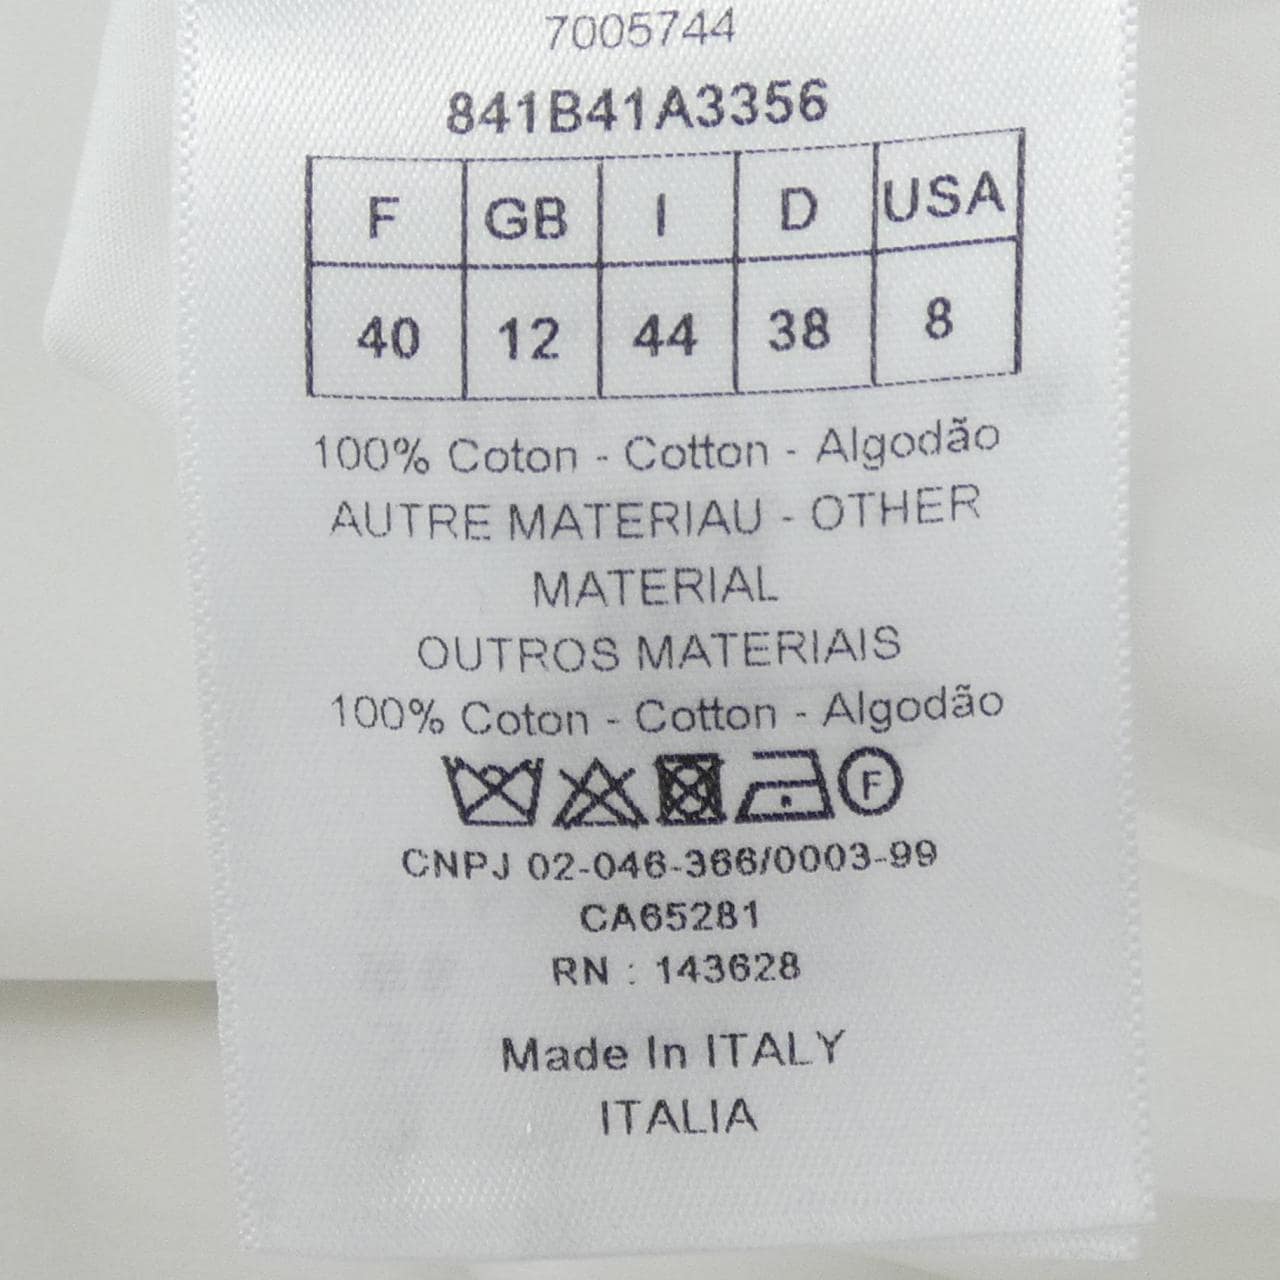 7005744
841B41A3356
F GB I D USA
40 12 44 38 8
100% Coton - Cotton - Algodão
AUTRE MATERIAU - OTHER
MATERIAL
OUTROS MATERIAIS
100% Coton - Cotton - Algodão
F
CNPJ 02-046-366/0003-99
CA65281
RN : 143628
Made In ITALY
ITALIA